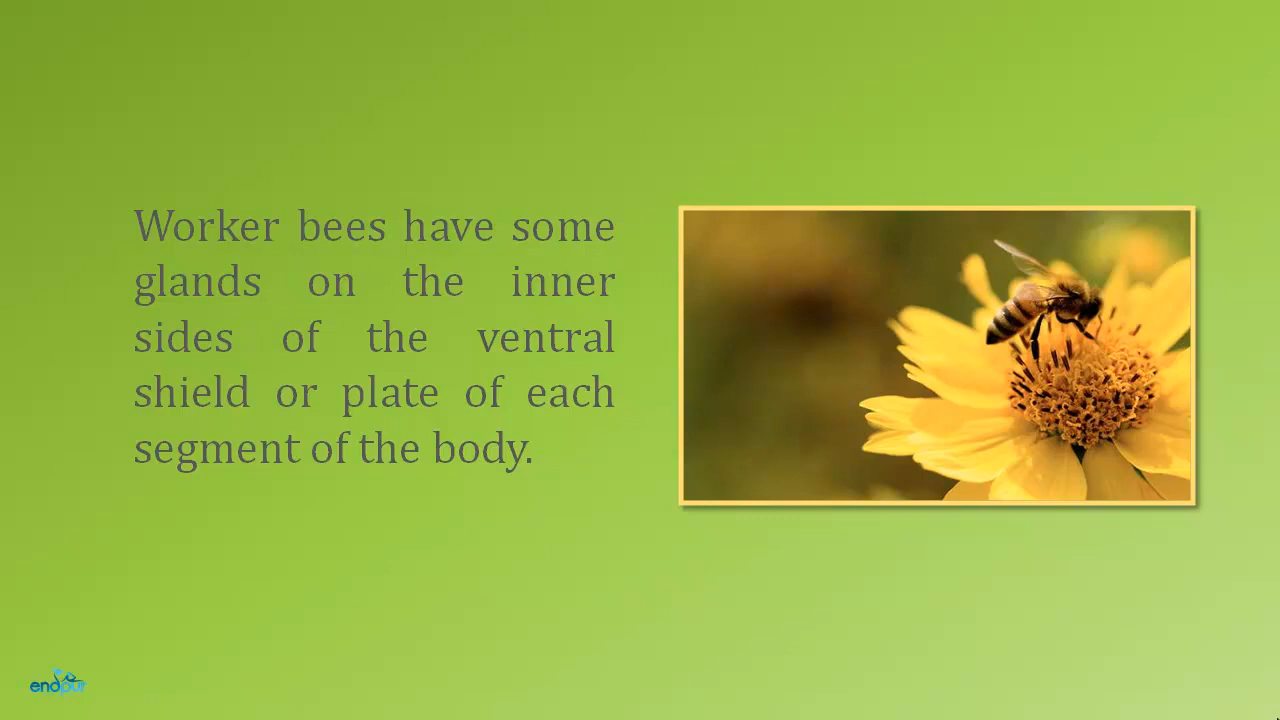 Worker bees have some
glands on the inner
sides of the ventral
shield or plate of each
segment of the body.
endpur